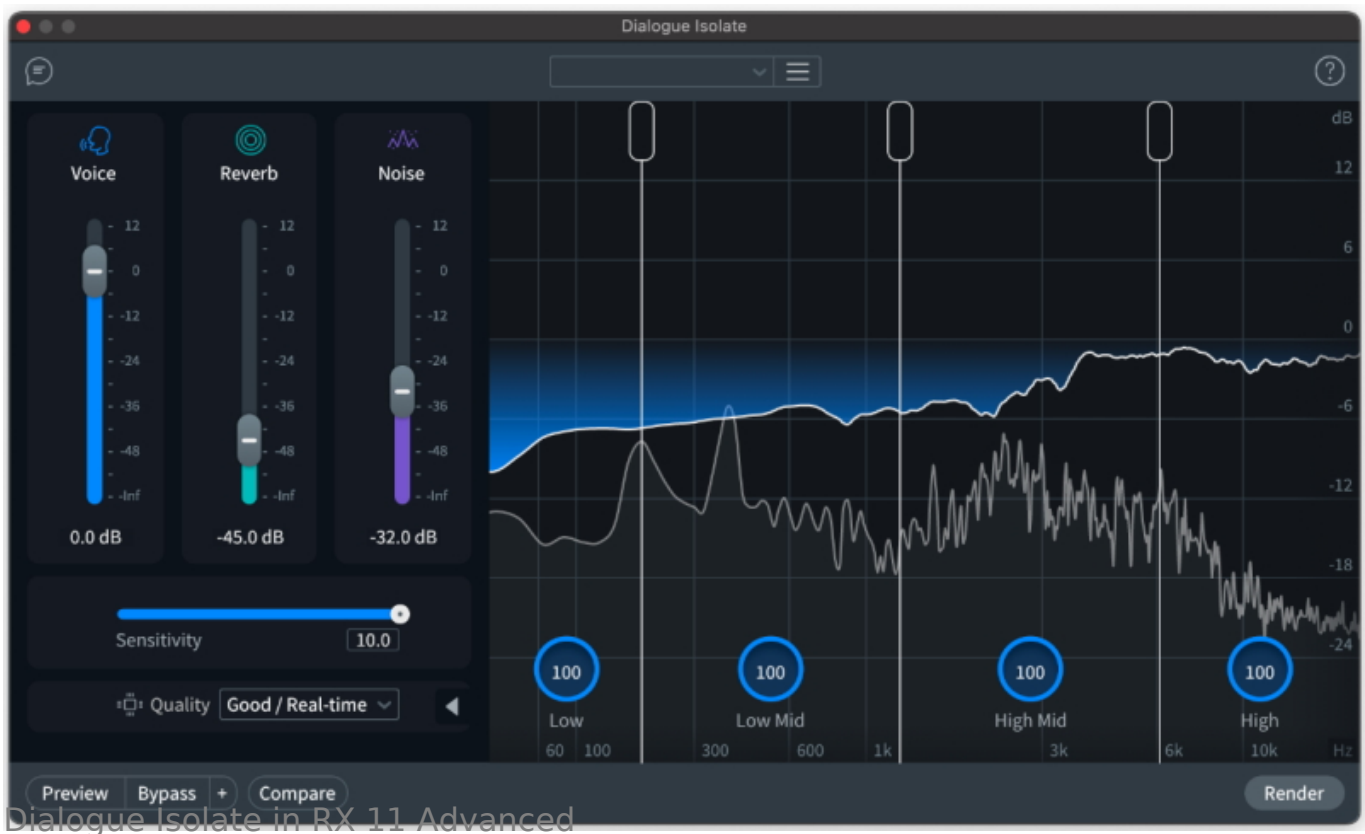 Dialogue Isolate
?
dB
Voice Reverb Noise
12 12 12 12
0 0 0 6
-12 -12 -12 0
-24 -24 -24
-36 -36 -36 -6
-48 -48 -48
-Inf -Inf -Inf -12
0.0 dB -45.0 dB -32.0 dB
-18
Sensitivity 10.0
-24
100 100 100 100
Quality Good / Real-time
Low Low Mid High Mid High
60 100 300 600 1k 3k 6k 10k Hz
Preview Bypass + Compare Render
Dialogue Isolate in RX 11 Advanced